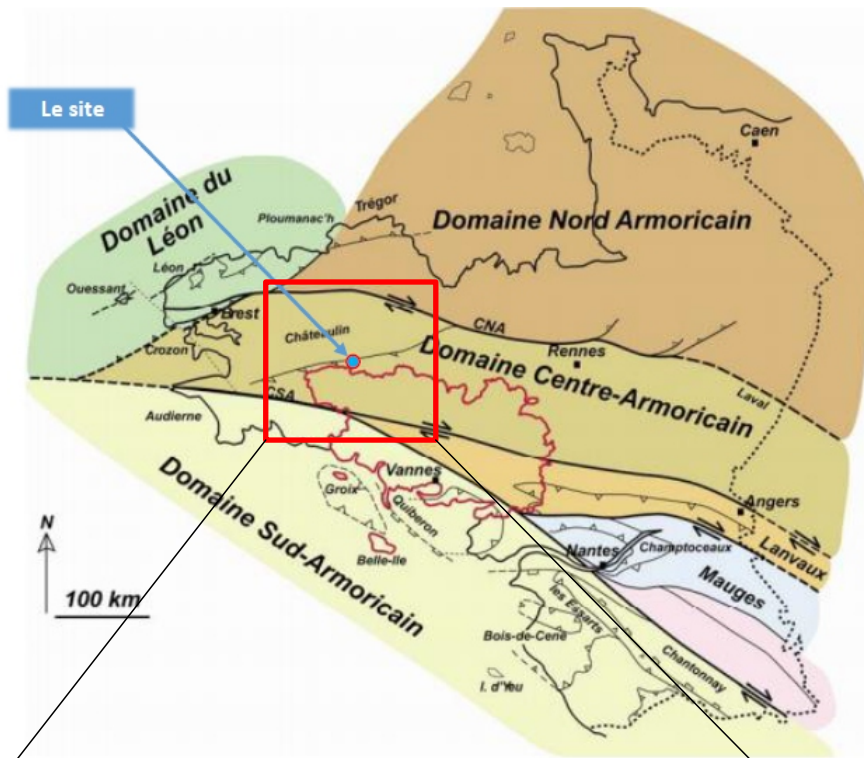 Le site
Caen
Domaine du
Léon
Ploumanac'h
Trégor
Domaine Nord Armoricain
Léon
Ouessant
Brest
Châteaulin
CNA
Crozon
Rennes
Domaine Centre-Armoricain
Laval
CSA
Audierne
Vannes
Domaine Sud-Armoricain
Groix
Quiberon
Angers
N
Belle-Ile
Nantes
Champtoceaux
Lanvaux
Mauges
100 km
les Essarts
Bois-de-Cené
Chantonnay
I. d'Yeu